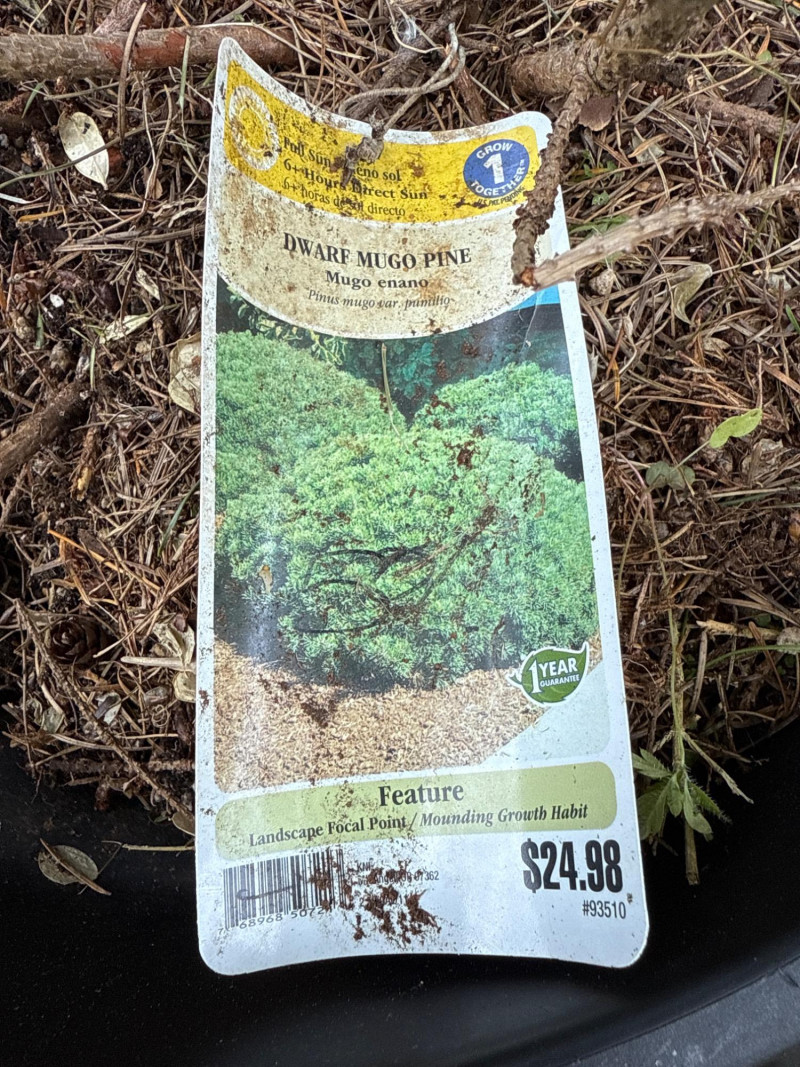 Full Sun
6+ Hours Direct Sun
6+ horas de sol directo
GROW
1
TOGETHER
DWARF MUGO PINE
Mugo enano
Pinus mugo var. pumilio
1 YEAR
GUARANTEE
Feature
Landscape Focal Point / Mounding Growth Habit
$24.98
#93510
68968